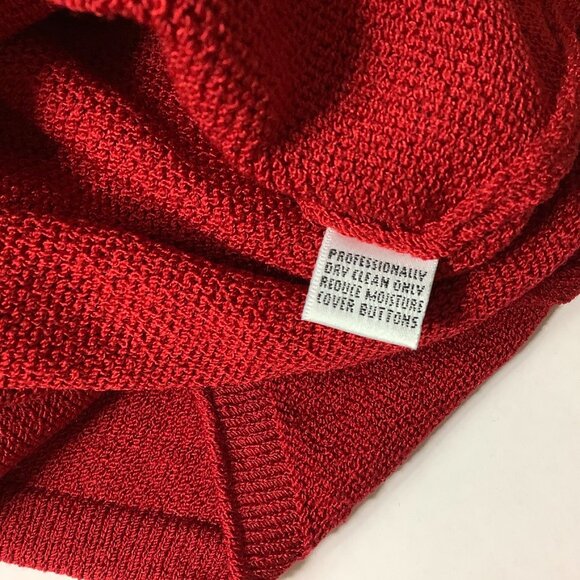 PROFESSIONALLY
DRY CLEAN ONLY
REDUCE MOISTURE
COVER BUTTONS